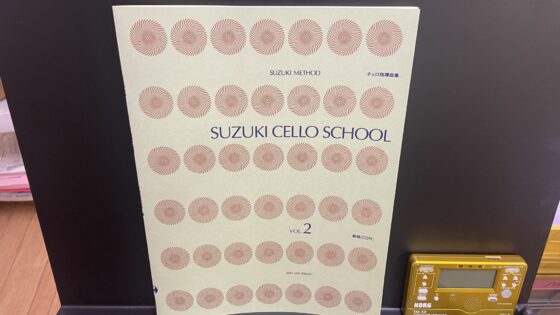 SUZUKI METHOD
チェロ指導曲集
SUZUKI CELLO SCHOOL
VOL. 2
KORG